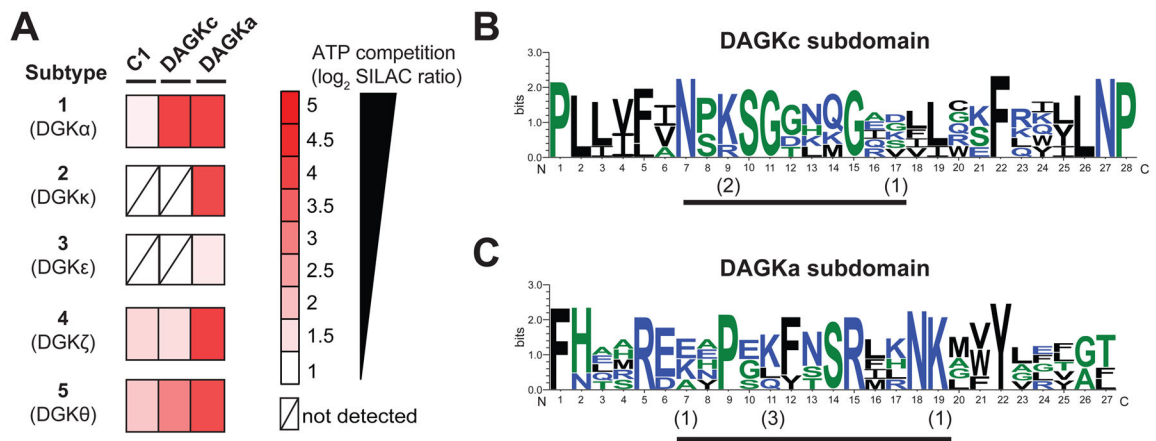 A
Subtype
C1
DAGKc
DAGKa
1
(DGKα)
2
(DGKκ)
3
(DGKε)
4
(DGKζ)
5
(DGKθ)
ATP competition
(log2 SILAC ratio)
5
4.5
4
3.5
3
2.5
2
1.5
1
not detected
B
DAGKc subdomain
bits
3.0
2.0
1.0
0.0
N 1 2 3 4 5 6 7 8 9 10 11 12 13 14 15 16 17 18 19 20 21 22 23 24 25 26 27 28 C
(2) (1)
C
DAGKa subdomain
bits
3.0
2.0
1.0
0.0
N 1 2 3 4 5 6 7 8 9 10 11 12 13 14 15 16 17 18 19 20 21 22 23 24 25 26 27 C
(1) (3) (1)